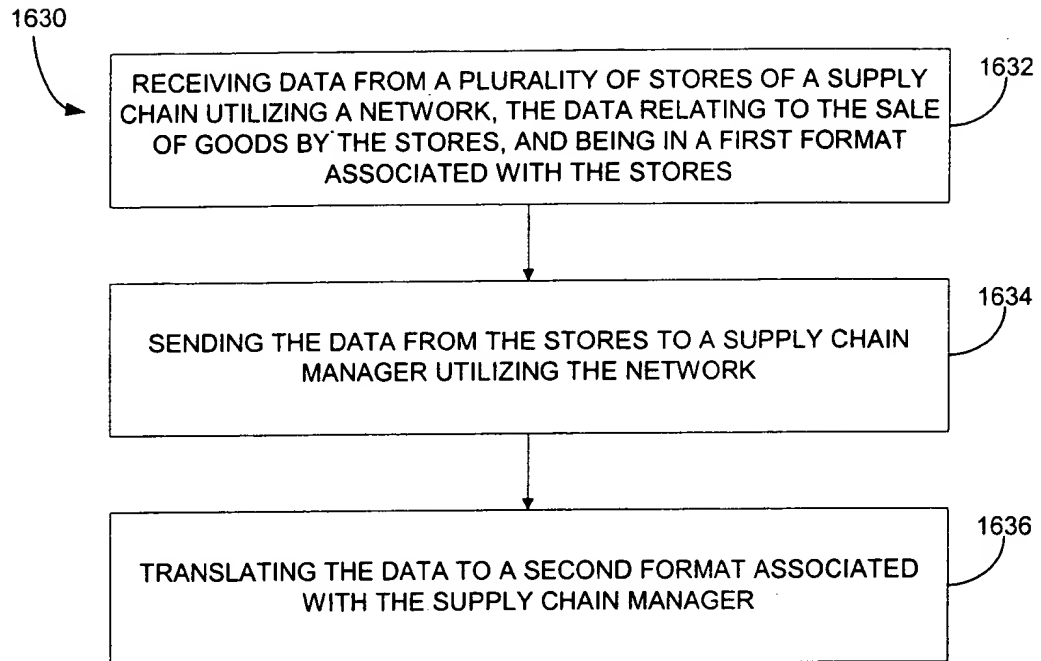 1630
RECEIVING DATA FROM A PLURALITY OF STORES OF A SUPPLY
CHAIN UTILIZING A NETWORK, THE DATA RELATING TO THE SALE
OF GOODS BY THE STORES, AND BEING IN A FIRST FORMAT
ASSOCIATED WITH THE STORES
1632
SENDING THE DATA FROM THE STORES TO A SUPPLY CHAIN
MANAGER UTILIZING THE NETWORK
1634
TRANSLATING THE DATA TO A SECOND FORMAT ASSOCIATED
WITH THE SUPPLY CHAIN MANAGER
1636